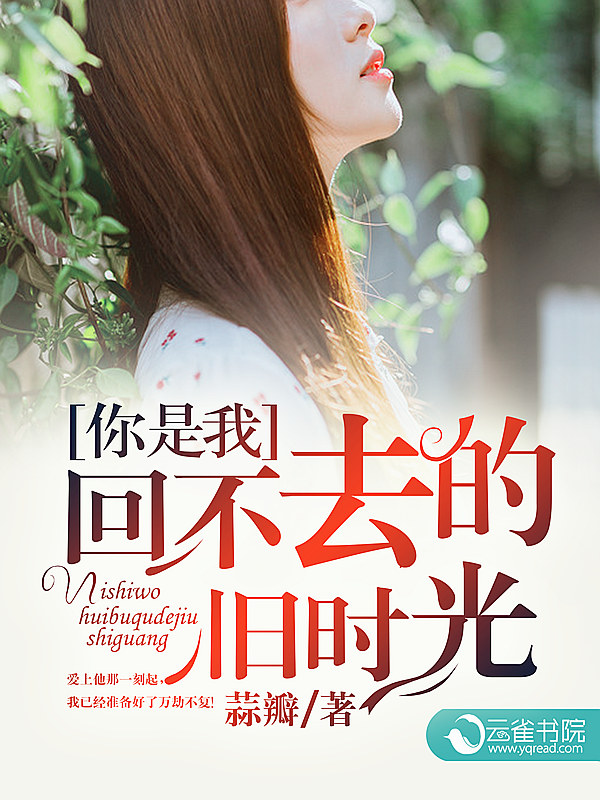 [你是我]
回不去的
旧时光
Nishiwo
huibuqudejiu
shiguang
爱上他那一刻起,
我已经准备好了万劫不复!
蒜瓣/著
云雀书院
www.yqread.com